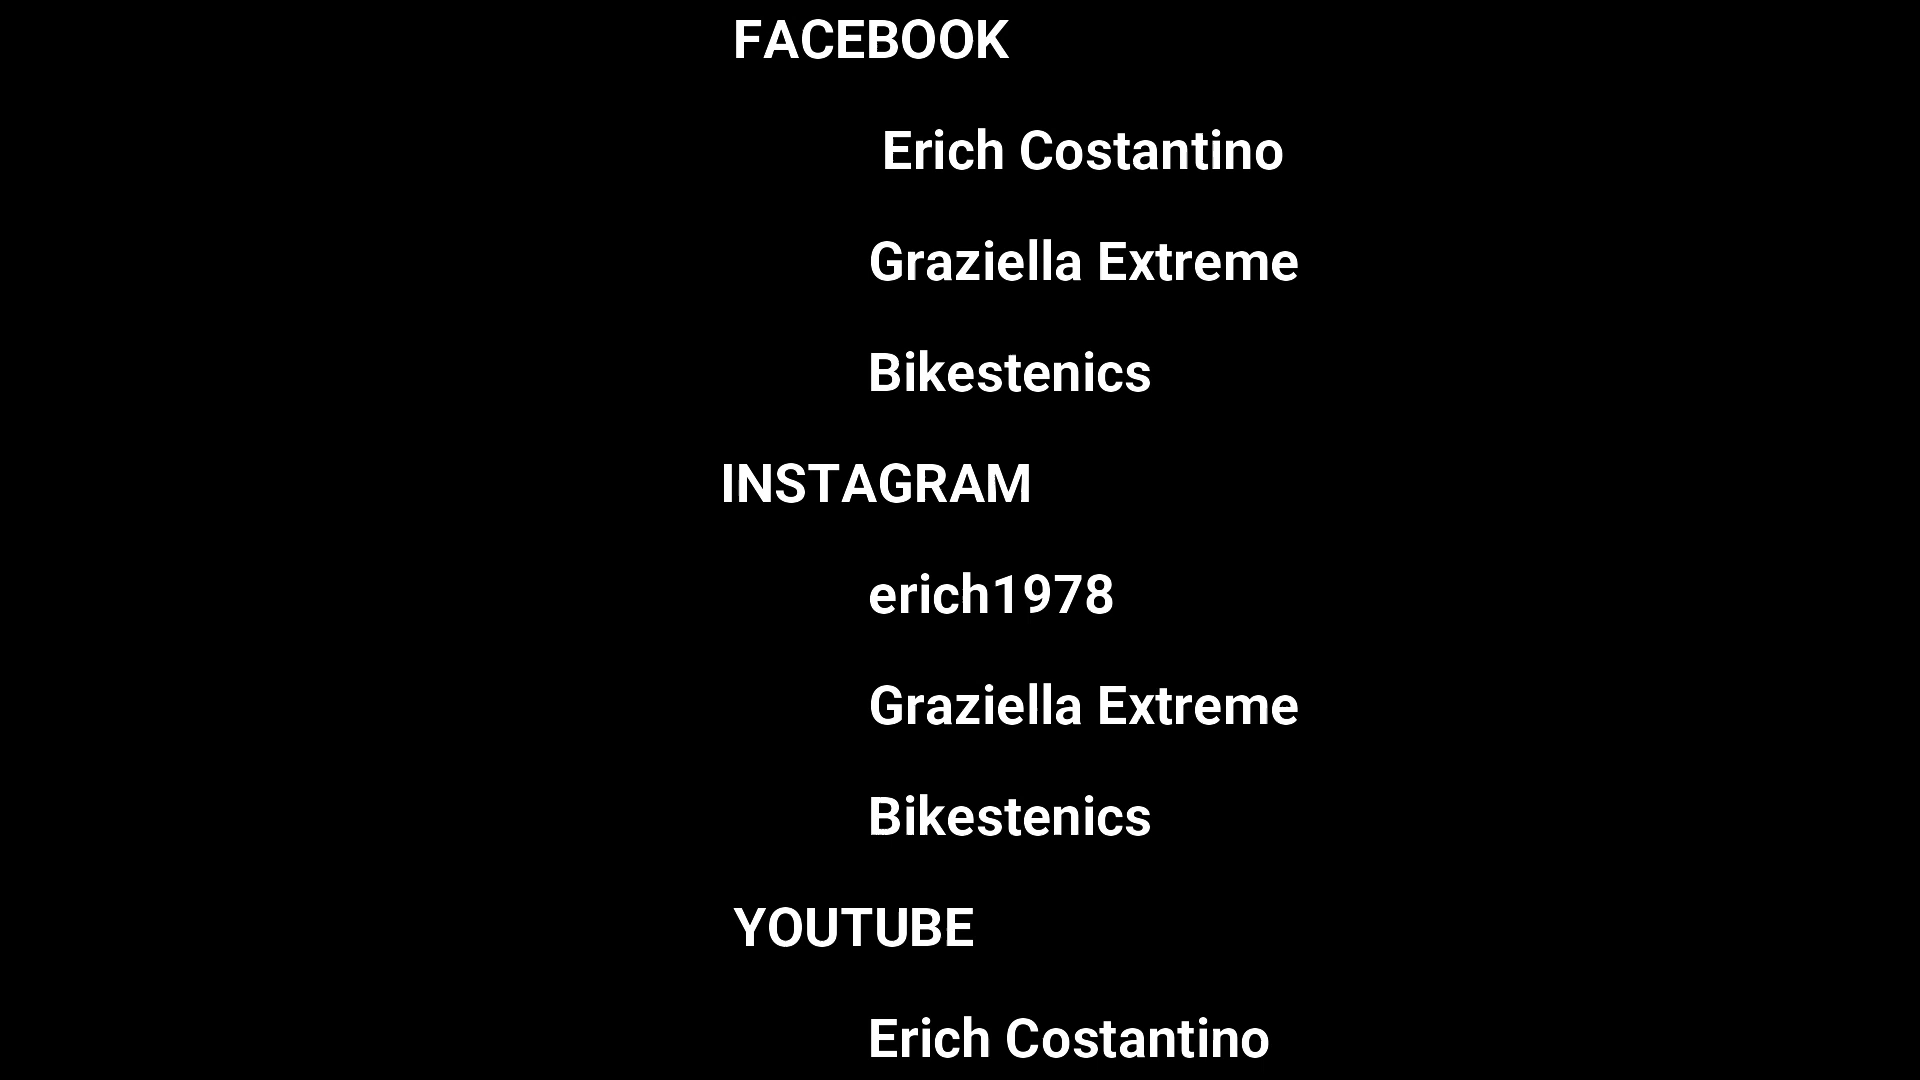 FACEBOOK
Erich Costantino
Graziella Extreme
Bikestenics
INSTAGRAM
erich1978
Graziella Extreme
Bikestenics
YOUTUBE
Erich Costantino